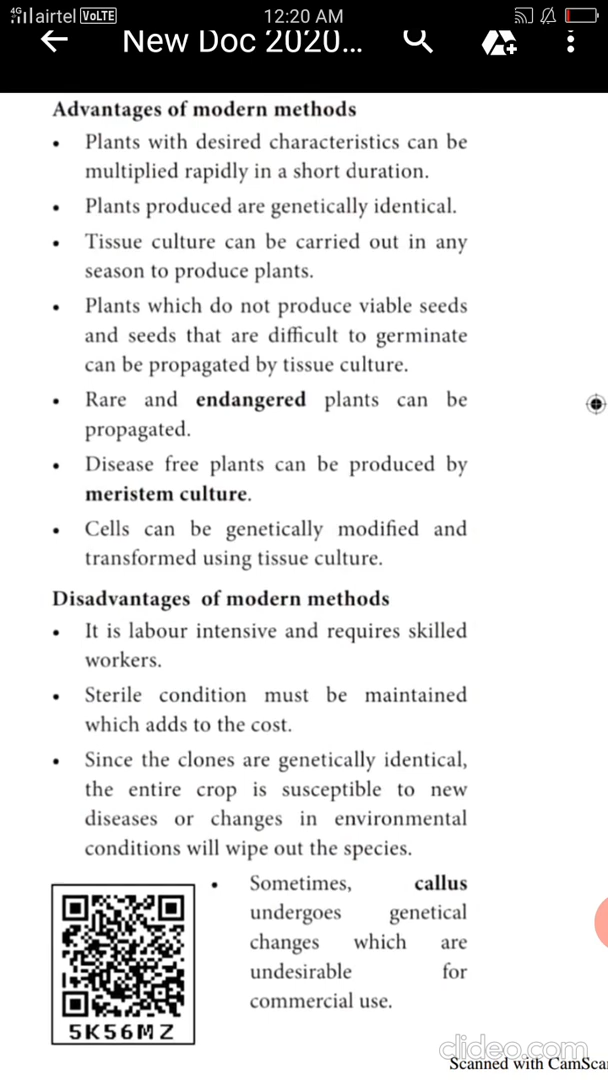 4G airtel VoLTE 12:20 AM
New Doc 2020...
Advantages of modern methods
• Plants with desired characteristics can be
multiplied rapidly in a short duration.
• Plants produced are genetically identical.
• Tissue culture can be carried out in any
season to produce plants.
• Plants which do not produce viable seeds
and seeds that are difficult to germinate
can be propagated by tissue culture.
• Rare and endangered plants can be
propagated.
• Disease free plants can be produced by
meristem culture.
• Cells can be genetically modified and
transformed using tissue culture.
Disadvantages of modern methods
• It is labour intensive and requires skilled
workers.
• Sterile condition must be maintained
which adds to the cost.
• Since the clones are genetically identical,
the entire crop is susceptible to new
diseases or changes in environmental
conditions will wipe out the species.
• Sometimes, callus
undergoes genetical
changes which are
undesirable for
commercial use.
5K56MZ
clideo.com
Scanned with CamSca